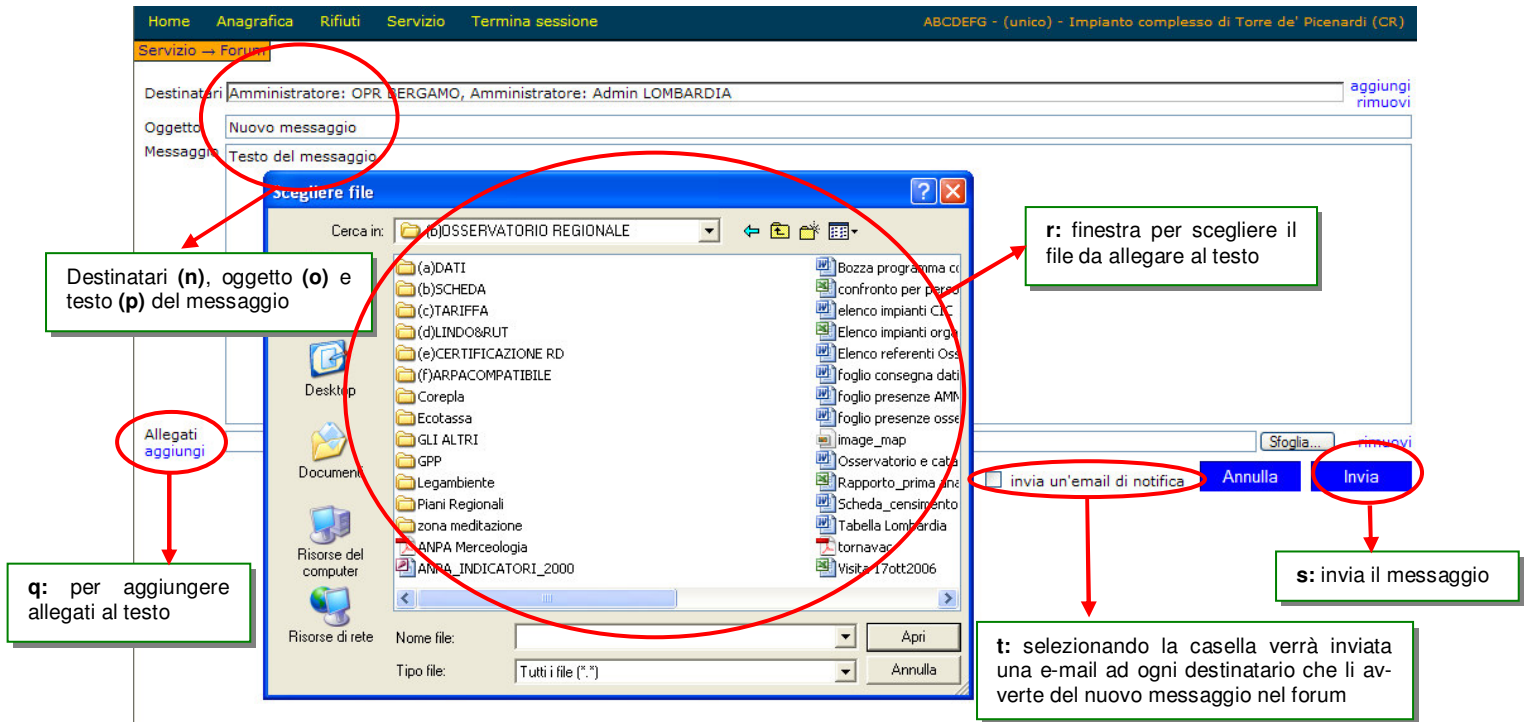 Home Anagrafica Rifiuti Servizio Termina sessione ABCDEFG - (unico) - Impianto complesso di Torre de' Picenardi (CR)
Servizio → Forum
Destinatari Amministratore: OPR BERGAMO, Amministratore: Admin LOMBARDIA aggiungi
rimuovi
Oggetto Nuovo messaggio
Messaggio Testo del messaggio
Scegliere file
Cerca in: (b)OSSERVATORIO REGIONALE
(a)DATI
(b)SCHEDA
(c)TARIFFA
(d)LINDO&RUT
(e)CERTIFICAZIONE RD
(f)ARPACOMPATIBILE
Corepla
Ecotassa
GLI ALTRI
GPP
Legambiente
Piani Regionali
zona meditazione
ANPA Merceologia
ANPA_INDICATORI_2000
Bozza programma co
confronto per perso
elenco impianti CIC
Elenco impianti orga
Elenco referenti Oss
foglio consegna dati
foglio presenze AMM
foglio presenze osse
image_map
Osservatorio e cata
Rapporto_prima ana
Scheda_censimento
Tabella Lombardia
tornavac
Visita 17ott2006
Desktop
Documenti
Risorse del
computer
Risorse di rete
Nome file: Apri
Tipo file: Tutti i file (*.*) Annulla
Destinatari (n), oggetto (o) e
testo (p) del messaggio
r: finestra per scegliere il
file da allegare al testo
Allegati
aggiungi
Sfoglia... rimuovi
invia un'email di notifica Annulla Invia
q: per aggiungere
allegati al testo
s: invia il messaggio
t: selezionando la casella verrà inviata
una e-mail ad ogni destinatario che li av-
verte del nuovo messaggio nel forum